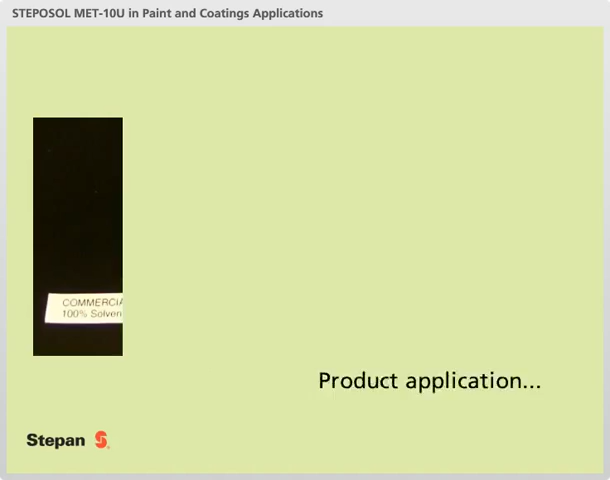 STEPOSOL MET-10U in Paint and Coatings Applications
COMMERCIA
100% Solven
Product application...
Stepan